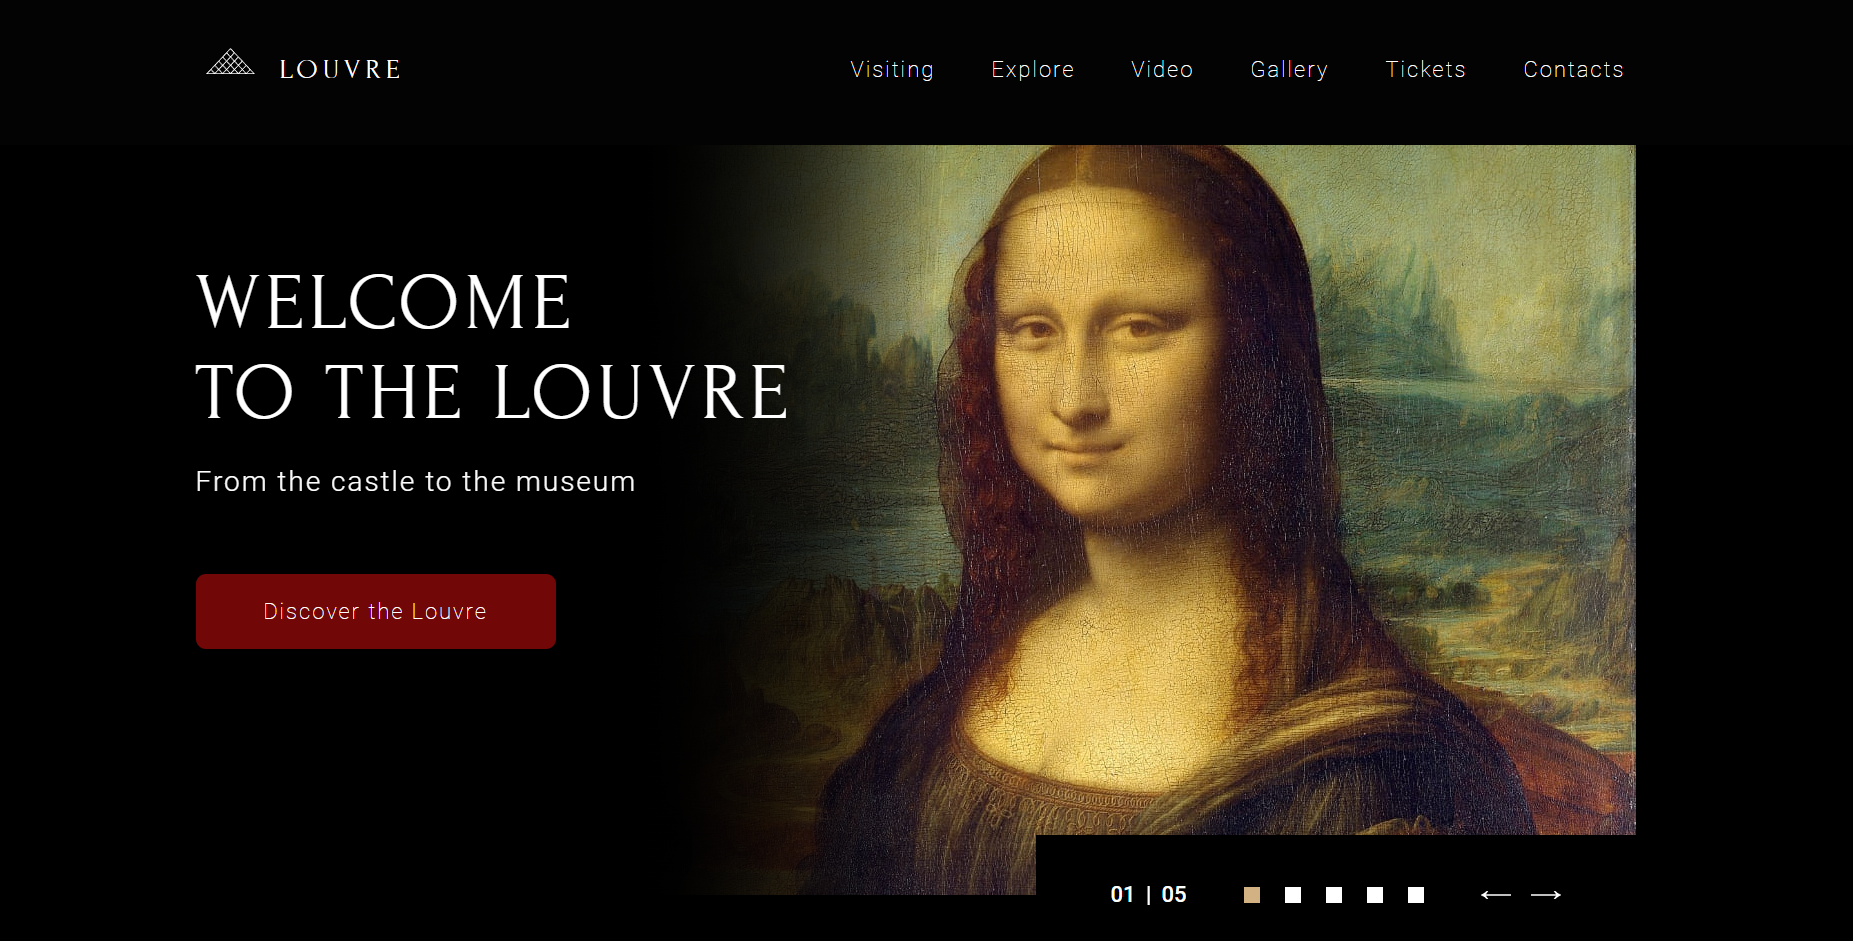 LOUVRE
Visiting Explore Video Gallery Tickets Contacts
WELCOME
TO THE LOUVRE
From the castle to the museum
Discover the Louvre
01 | 05